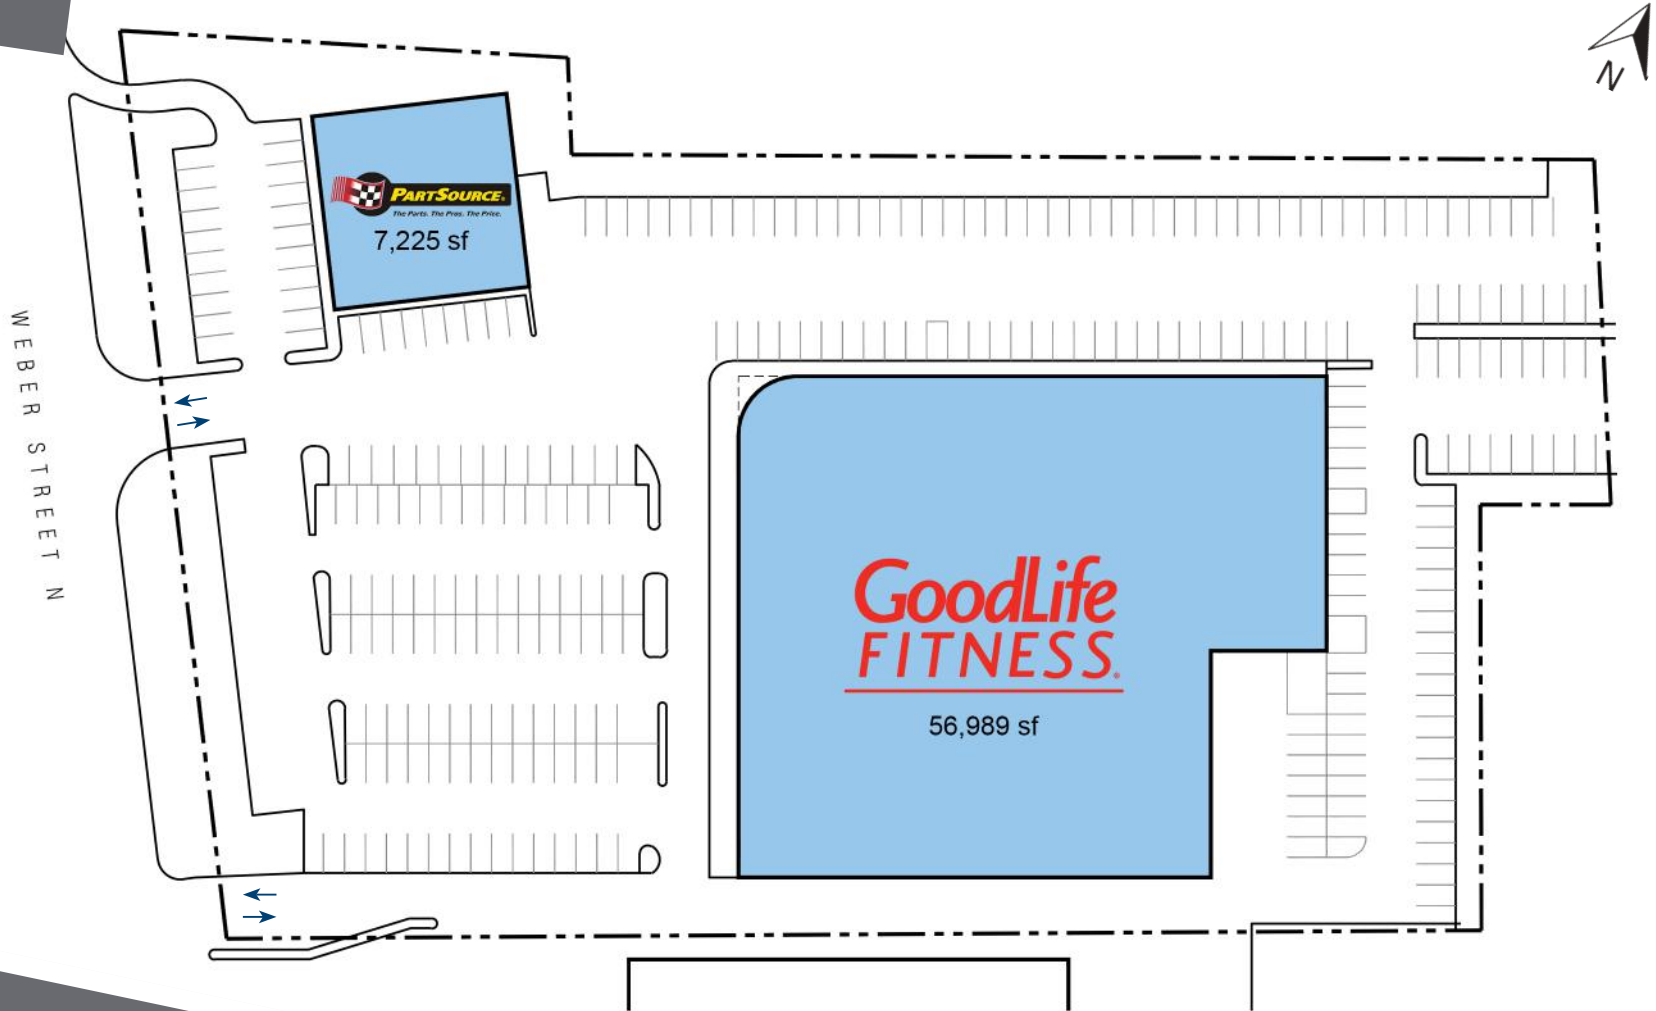 N
PARTSOURCE
The Parts. The Pros. The Price.
7,225 sf
WEBER STREET N
GoodLife
FITNESS.
56,989 sf